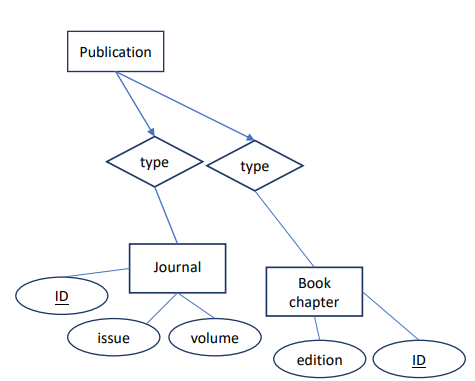 Publication
type
type
Journal
Book
chapter
ID
issue
volume
edition
ID